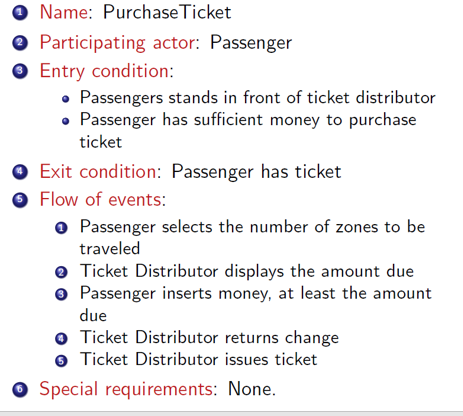 1 Name: PurchaseTicket
2 Participating actor: Passenger
3 Entry condition:
Passengers stands in front of ticket distributor
Passenger has sufficient money to purchase
ticket
4 Exit condition: Passenger has ticket
5 Flow of events:
1 Passenger selects the number of zones to be
traveled
2 Ticket Distributor displays the amount due
3 Passenger inserts money, at least the amount
due
4 Ticket Distributor returns change
5 Ticket Distributor issues ticket
6 Special requirements: None.